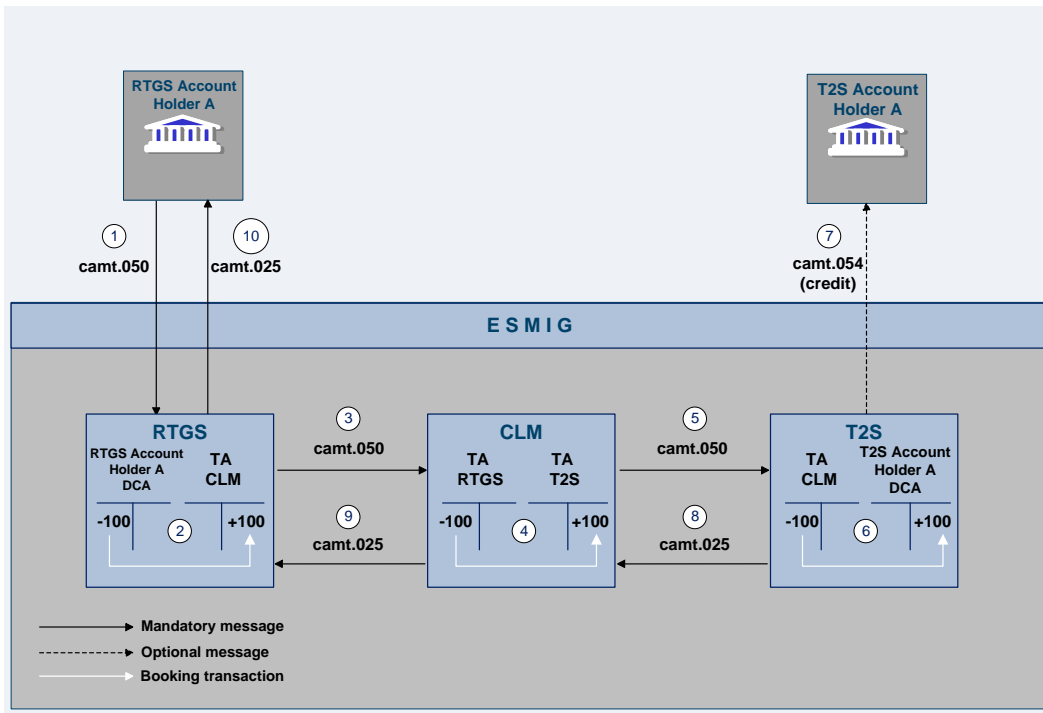 RTGS Account
Holder A
T2S Account
Holder A
1
camt.050
10
camt.025
7
camt.054
(credit)
E S M I G
RTGS
RTGS Account
Holder A
DCA
TA
CLM
-100
2
+100
3
camt.050
9
camt.025
CLM
TA
RTGS
TA
T2S
-100
4
+100
5
camt.050
8
camt.025
T2S
TA
CLM
T2S Account
Holder A
DCA
-100
6
+100
Mandatory message
Optional message
Booking transaction